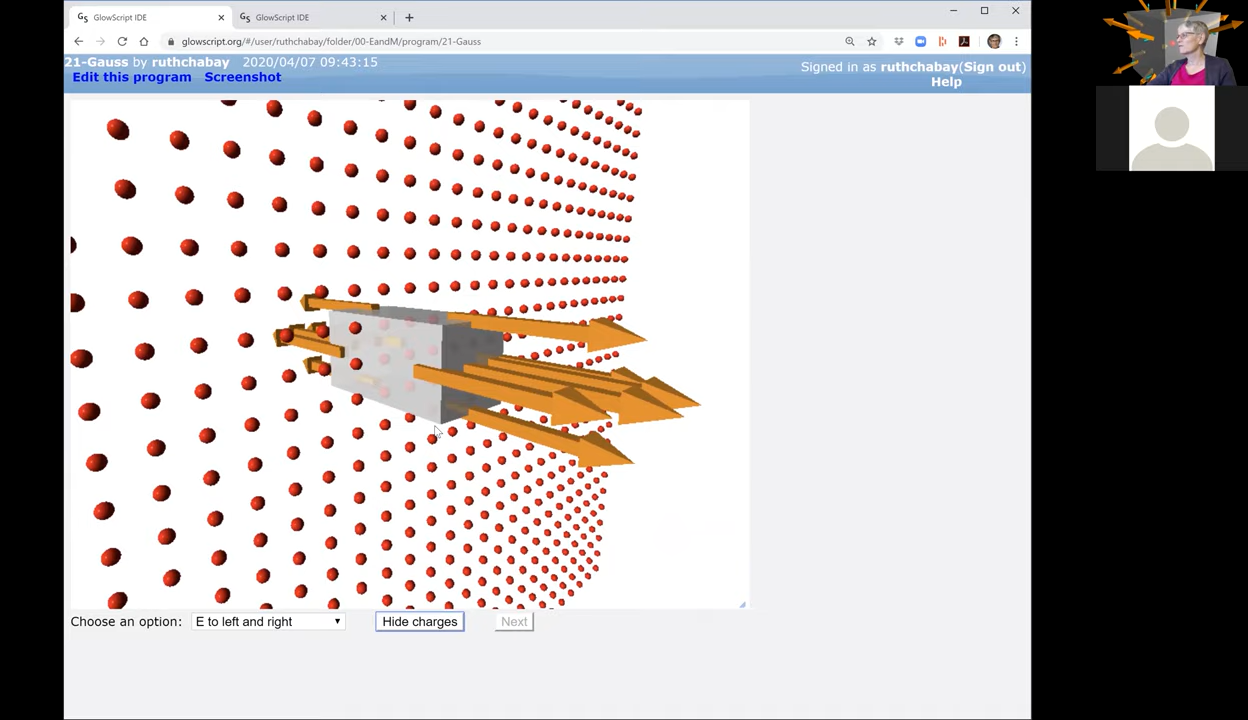 GS GlowScript IDE
GS GlowScript IDE
glowscript.org/#/user/ruthchabay/folder/00-EandM/program/21-Gauss
21-Gauss by ruthchabay 2020/04/07 09:43:15
Signed in as ruthchabay(Sign out)
Edit this program Screenshot
Help
Choose an option: E to left and right Hide charges Next